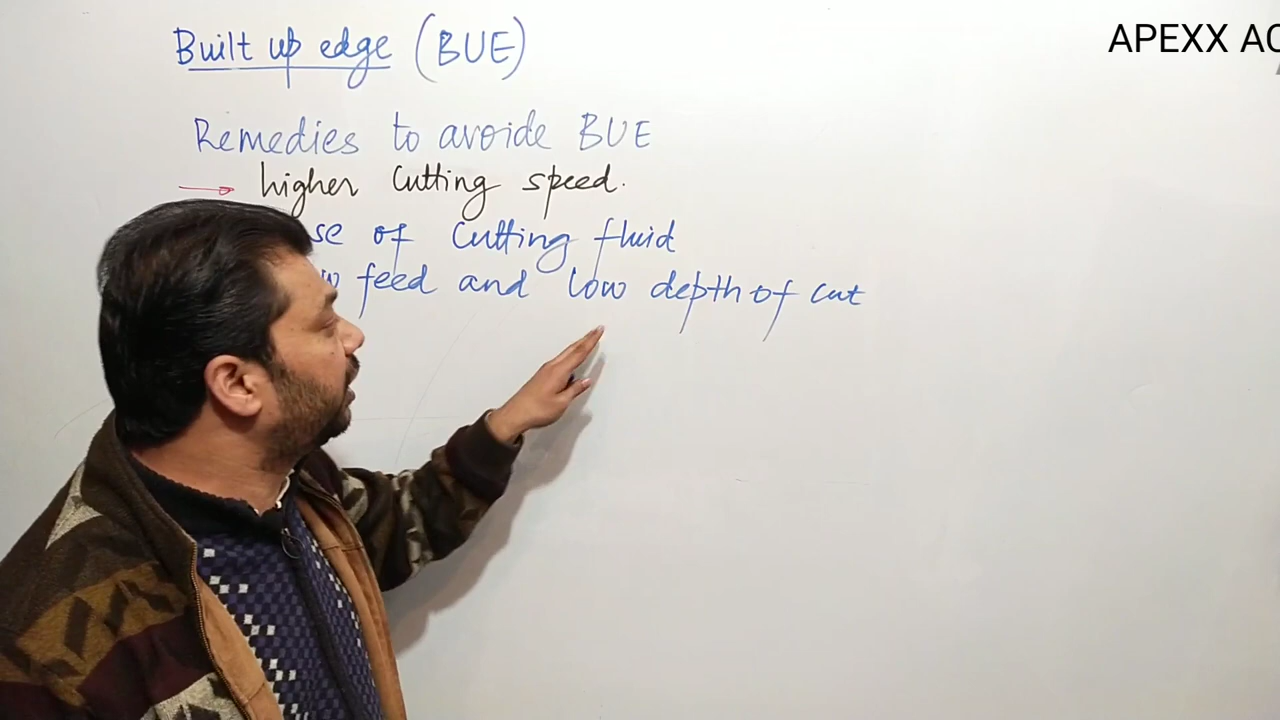 Built up edge (BUE)
APEXX AC
Remedies to avoide BUE
→ higher Cutting speed.
se of Cutting fluid
w feed and low depth of cut